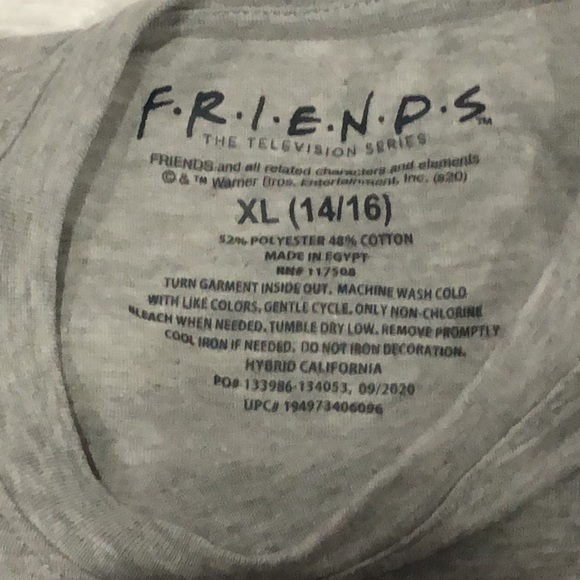 F.R.I.E.N.D.S™
THE TELEVISION SERIES
FRIENDS and all related characters and elements
© & ™ Warner Bros. Entertainment, Inc. (s20)
XL (14/16)
52% POLYESTER 48% COTTON
MADE IN EGYPT
RN# 117508
TURN GARMENT INSIDE OUT. MACHINE WASH COLD
WITH LIKE COLORS, GENTLE CYCLE. ONLY NON-CHLORINE
BLEACH WHEN NEEDED. TUMBLE DRY LOW. REMOVE PROMPTLY
COOL IRON IF NEEDED. DO NOT IRON DECORATION.
HYBRID CALIFORNIA
PO# 133986-134053, 09/2020
UPC# 194973406096